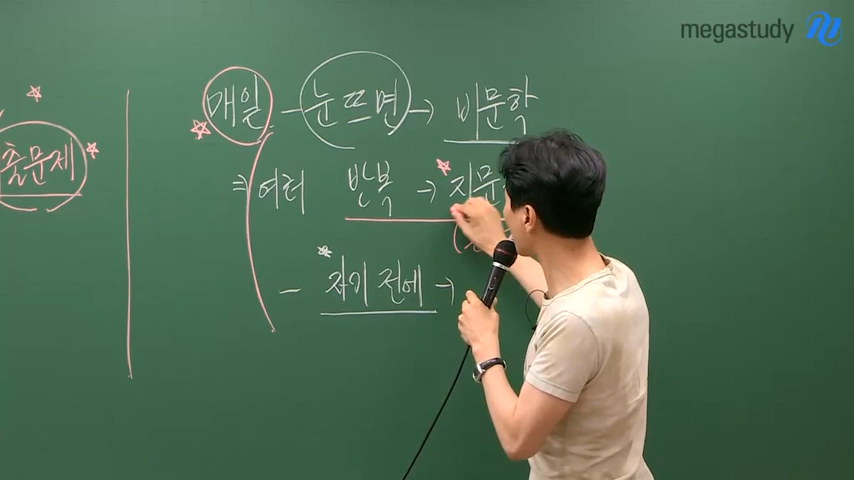 megastudy
출문제
매일 - 눈 뜨면 → 비문학
⇒ 여러 반복 → 지문
- 자기 전에 →